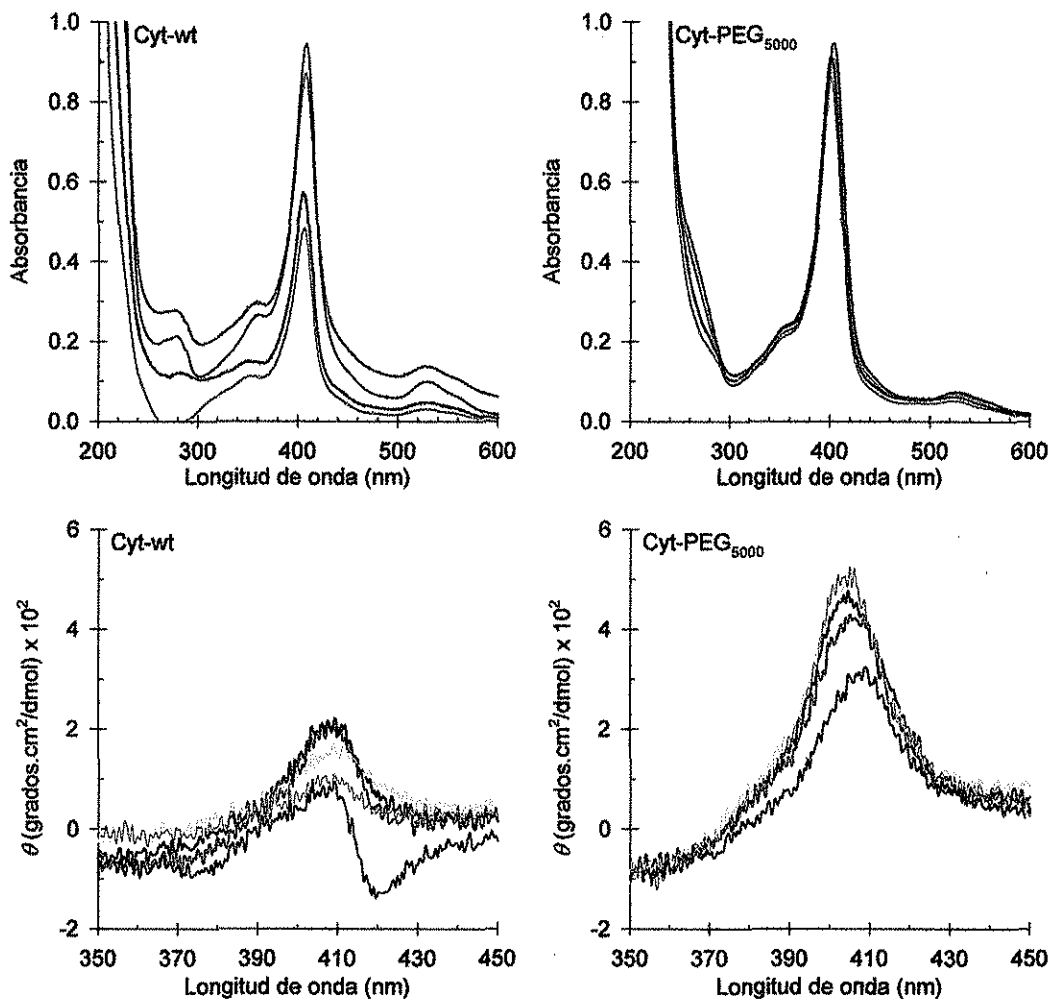 Cyt-wt
Absorbancia
1.0
0.8
0.6
0.4
0.2
0.0
200 300 400 500 600
Longitud de onda (nm)
Cyt-PEG5000
Absorbancia
1.0
0.8
0.6
0.4
0.2
0.0
200 300 400 500 600
Longitud de onda (nm)
Cyt-wt
θ (grados.cm²/dmol) x 10²
6
4
2
0
-2
350 370 390 410 430 450
Longitud de onda (nm)
Cyt-PEG5000
θ (grados.cm²/dmol) x 10²
6
4
2
0
-2
350 370 390 410 430 450
Longitud de onda (nm)